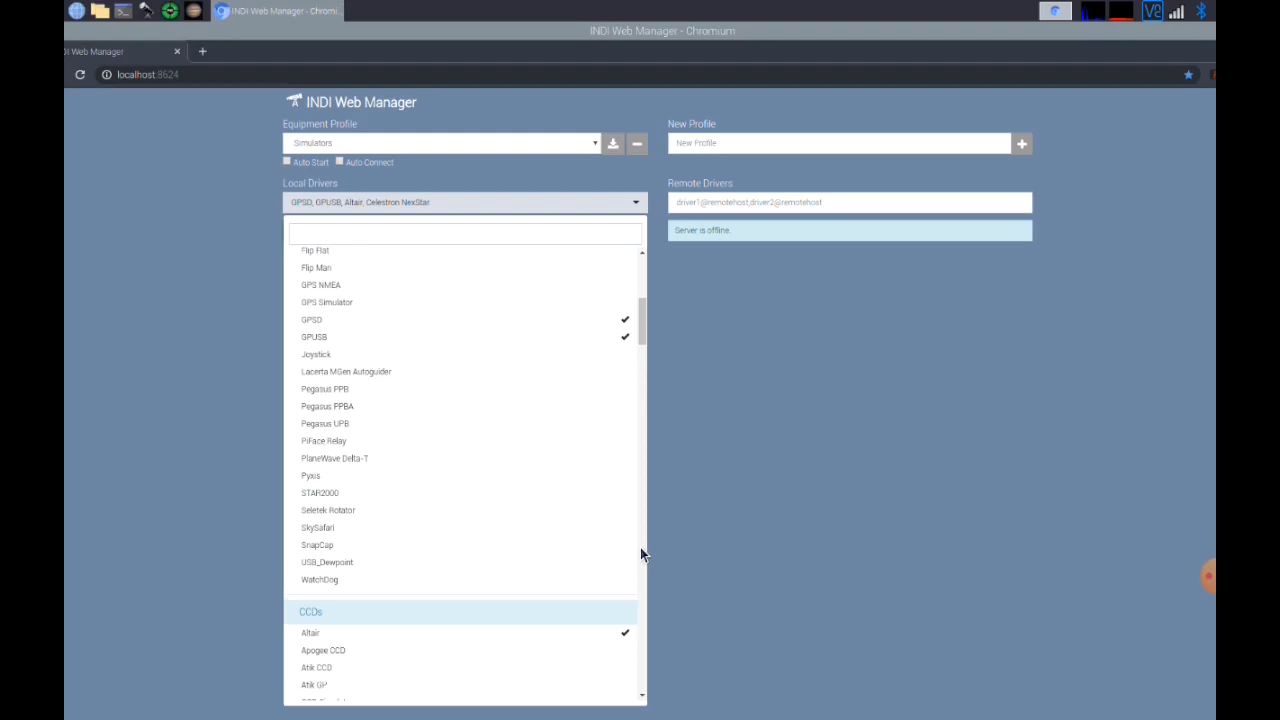 INDI Web Manager - Chromi...
V2
INDI Web Manager - Chromium
DI Web Manager
localhost:8624
INDI Web Manager
Equipment Profile
New Profile
Simulators
New Profile
Auto Start
Auto Connect
Local Drivers
Remote Drivers
GPSD, GPUSB, Altair, Celestron NexStar
driver1@remotehost,driver2@remotehost
Server is offline.
Flip Flat
Flip Man
GPS NMEA
GPS Simulator
GPSD
GPUSB
Joystick
Lacerta MGen Autoguider
Pegasus PPB
Pegasus PPBA
Pegasus UPB
PiFace Relay
PlaneWave Delta-T
Pyxis
STAR2000
Seletek Rotator
SkySafari
SnapCap
USB_Dewpoint
WatchDog
CCDs
Altair
Apogee CCD
Atik CCD
Atik GP